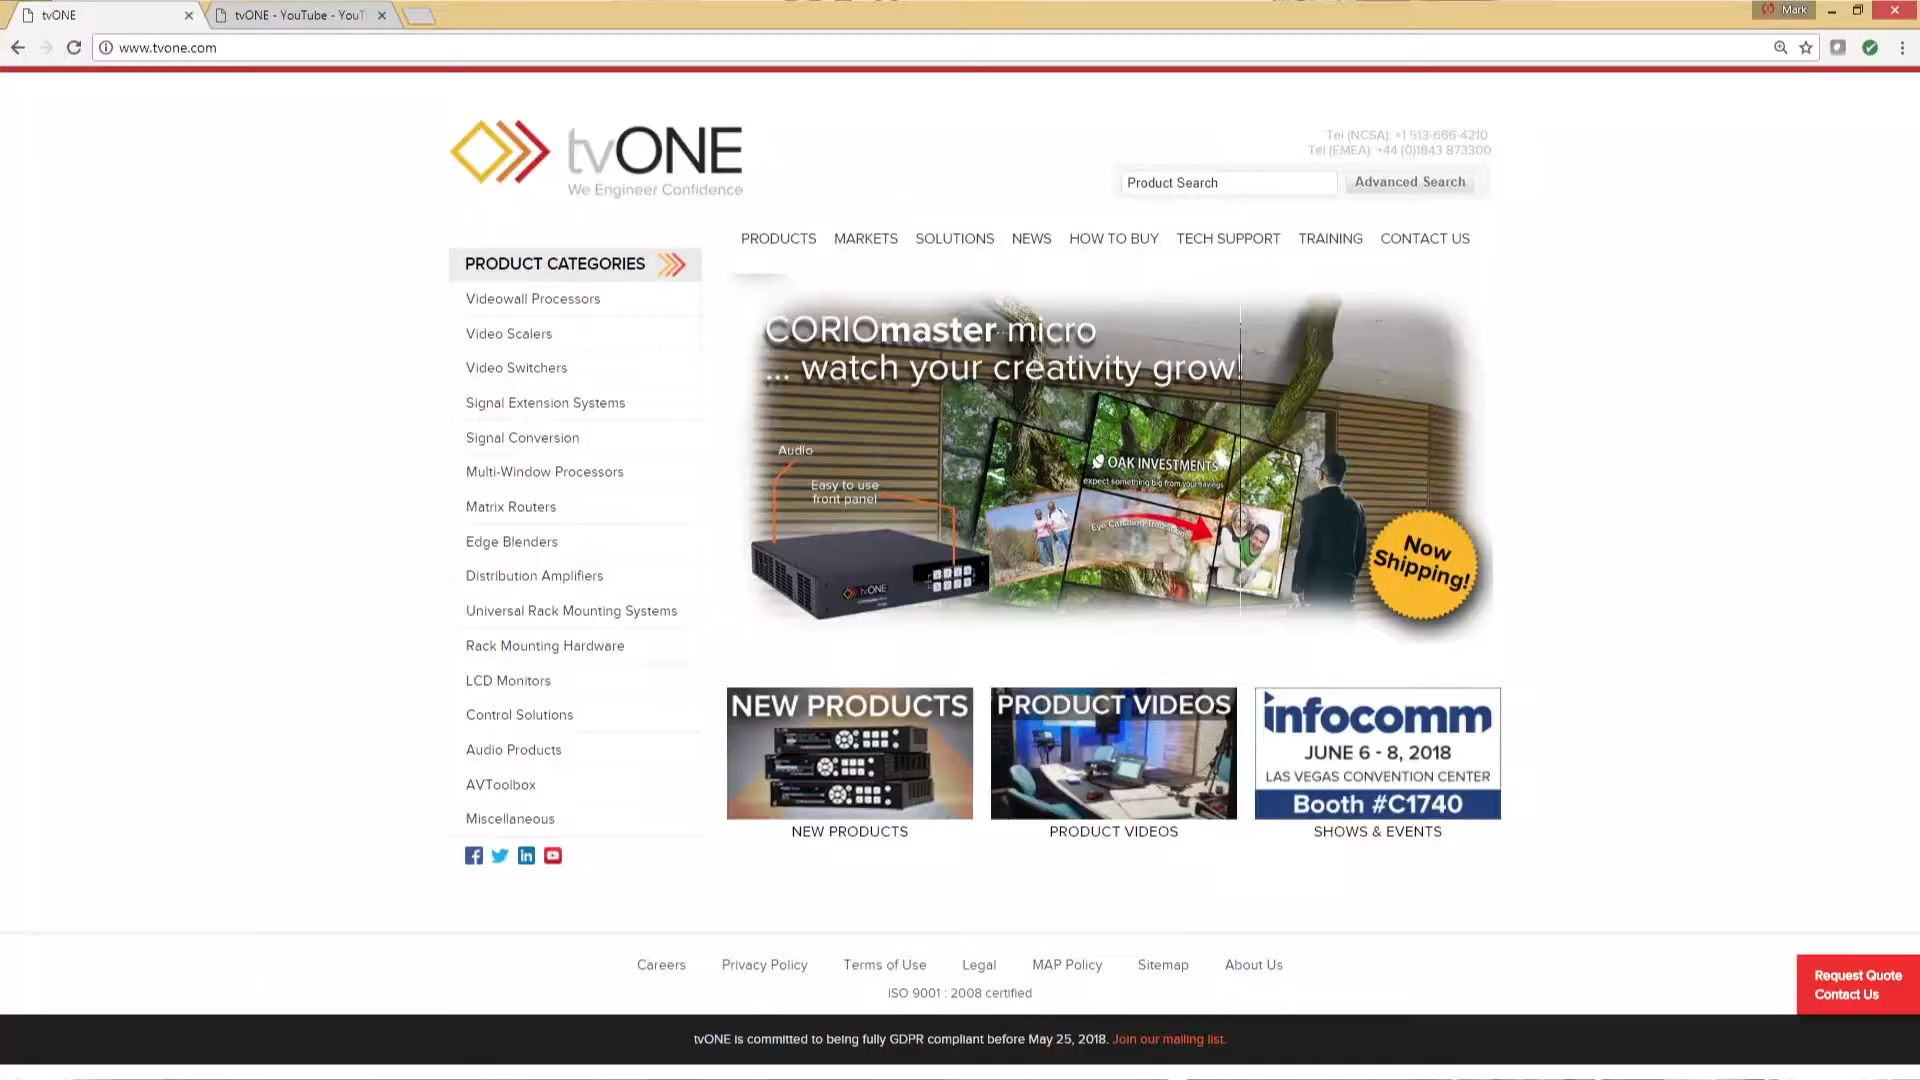 tvONE
tvONE - YouTube - YouT
Mark
www.tvone.com
tvONE
We Engineer Confidence
Tel (NCSA): +1 513-666-4210
Tel (EMEA): +44 (0)1843 873300
Product Search
Advanced Search
PRODUCTS MARKETS SOLUTIONS NEWS HOW TO BUY TECH SUPPORT TRAINING CONTACT US
PRODUCT CATEGORIES
Videowall Processors
Video Scalers
Video Switchers
Signal Extension Systems
Signal Conversion
Multi-Window Processors
Matrix Routers
Edge Blenders
Distribution Amplifiers
Universal Rack Mounting Systems
Rack Mounting Hardware
LCD Monitors
Control Solutions
Audio Products
AVToolbox
Miscellaneous
CORIOmaster micro
... watch your creativity grow!
Audio
Easy to use
front panel
OAK INVESTMENTS
expect something big from your savings
tvONE
Now
Shipping!
NEW PRODUCTS
NEW PRODUCTS
PRODUCT VIDEOS
PRODUCT VIDEOS
infocomm
JUNE 6 - 8, 2018
LAS VEGAS CONVENTION CENTER
Booth #C1740
SHOWS & EVENTS
Careers Privacy Policy Terms of Use Legal MAP Policy Sitemap About Us
ISO 9001 : 2008 certified
Request Quote
Contact Us
tvONE is committed to being fully GDPR compliant before May 25, 2018. Join our mailing list.